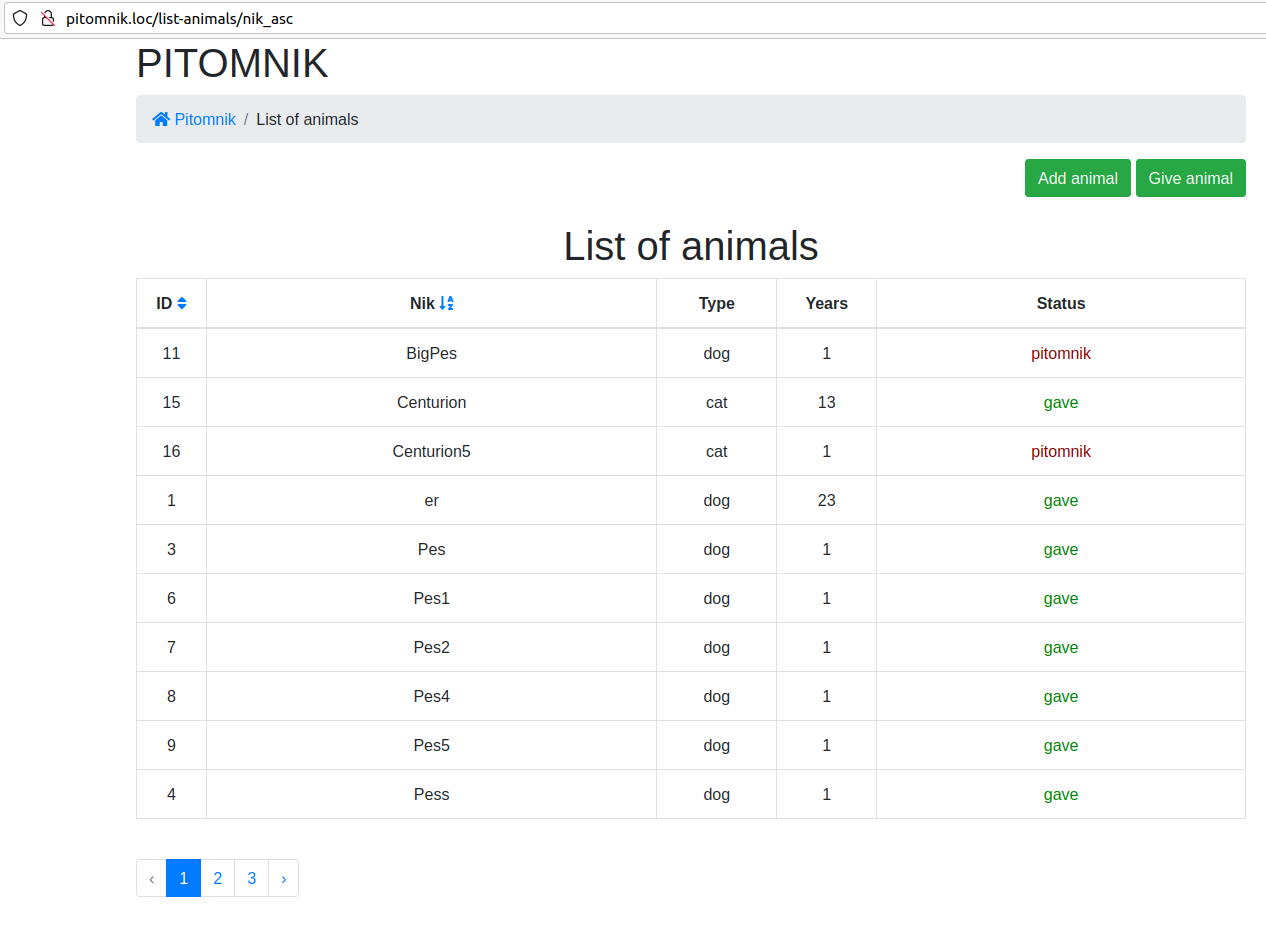 pitomnik.loc/list-animals/nik_asc
PITOMNIK
Pitomnik / List of animals
Add animal Give animal
List of animals
ID Nik Type Years Status
11 BigPes dog 1 pitomnik
15 Centurion cat 13 gave
16 Centurion5 cat 1 pitomnik
1 er dog 23 gave
3 Pes dog 1 gave
6 Pes1 dog 1 gave
7 Pes2 dog 1 gave
8 Pes4 dog 1 gave
9 Pes5 dog 1 gave
4 Pess dog 1 gave
‹ 1 2 3 ›